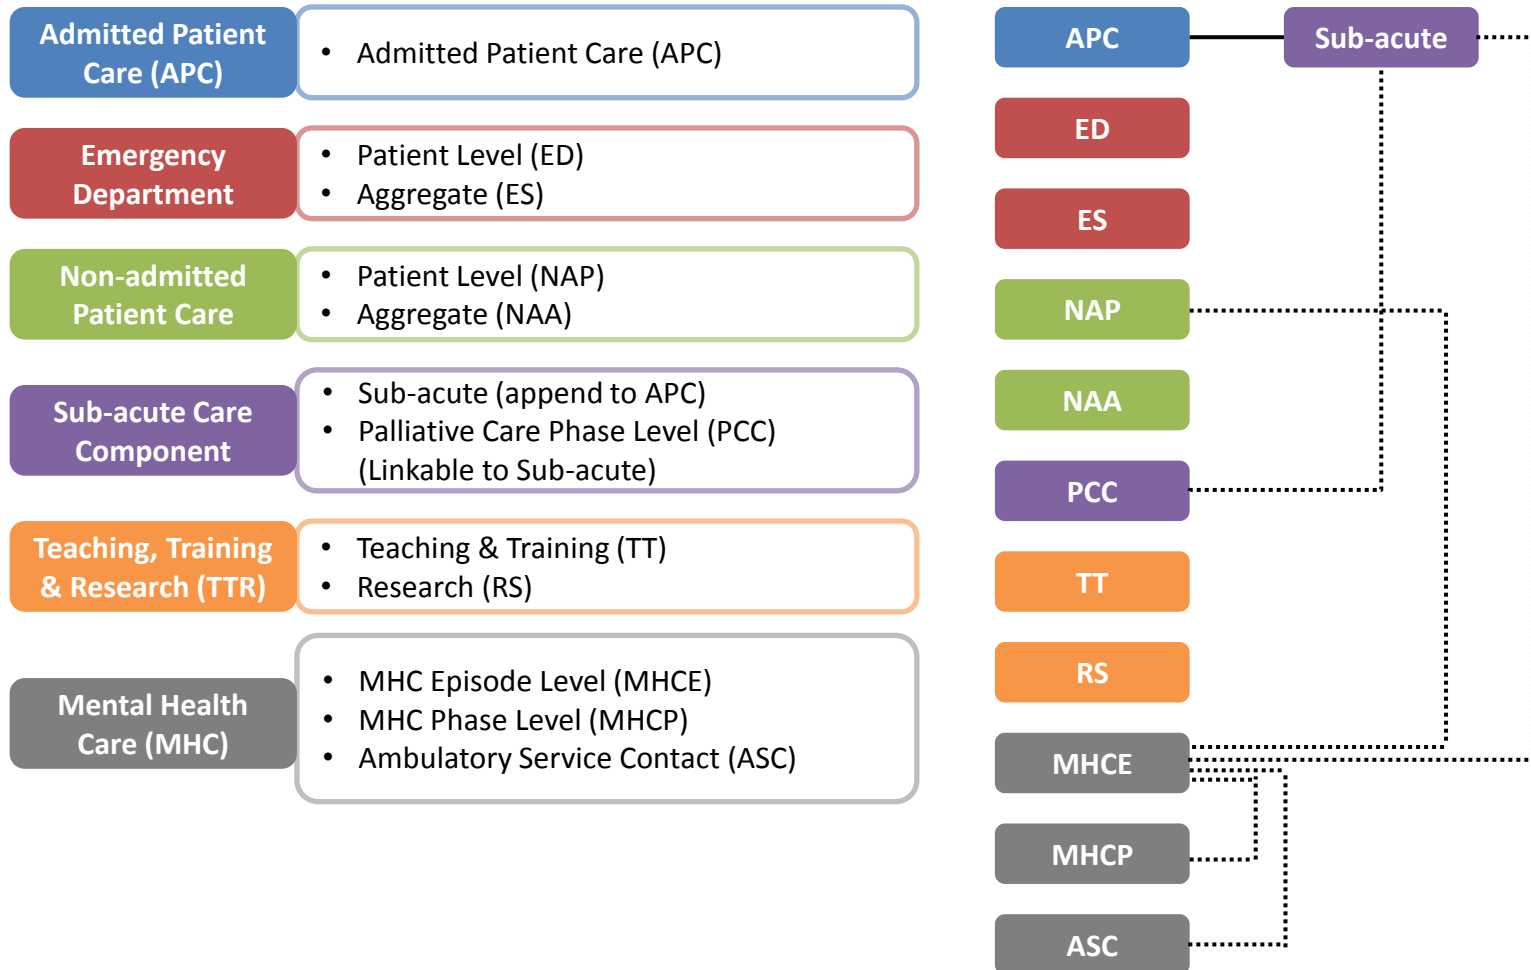 Admitted Patient
Care (APC)
• Admitted Patient Care (APC)
Emergency
Department
• Patient Level (ED)
• Aggregate (ES)
Non-admitted
Patient Care
• Patient Level (NAP)
• Aggregate (NAA)
Sub-acute Care
Component
• Sub-acute (append to APC)
• Palliative Care Phase Level (PCC)
(Linkable to Sub-acute)
Teaching, Training
& Research (TTR)
• Teaching & Training (TT)
• Research (RS)
Mental Health
Care (MHC)
• MHC Episode Level (MHCE)
• MHC Phase Level (MHCP)
• Ambulatory Service Contact (ASC)
APC
Sub-acute
ED
ES
NAP
NAA
PCC
TT
RS
MHCE
MHCP
ASC